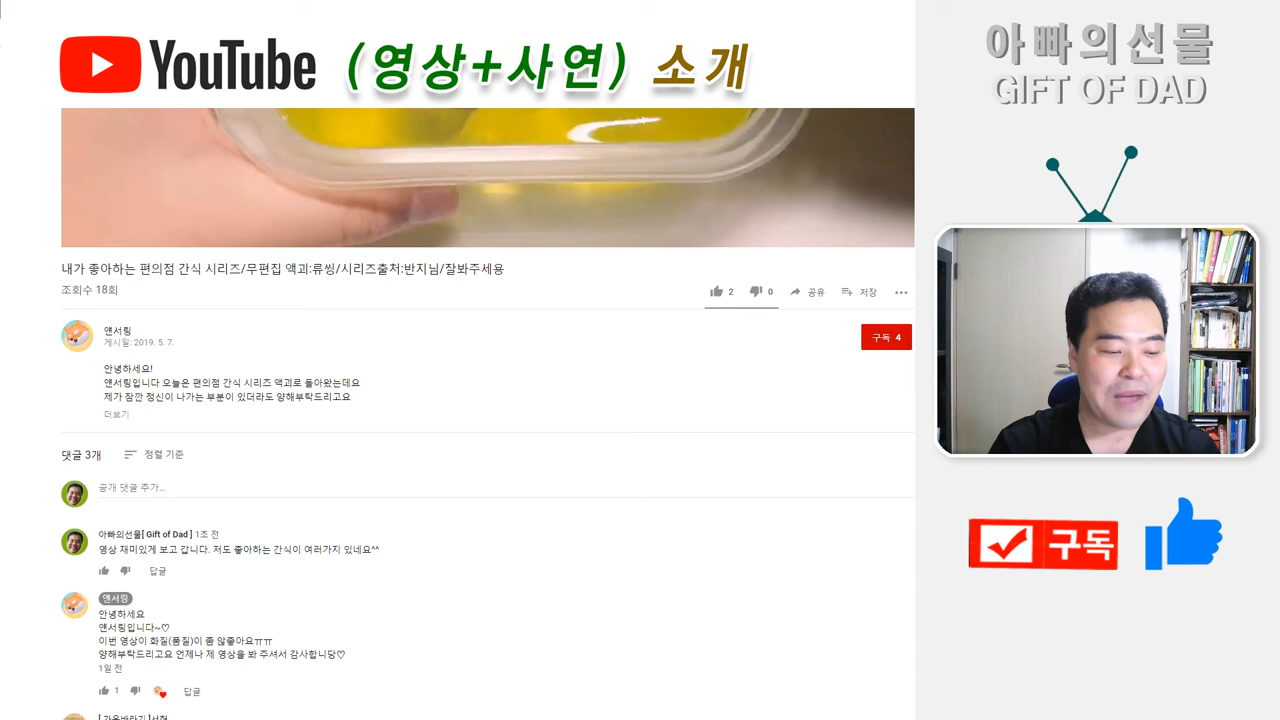 YouTube (영상+사연) 소개
아빠의선물
GIFT OF DAD
내가 좋아하는 편의점 간식 시리즈/무편집 액괴:류씽/시리즈출처:반지님/잘봐주세용
조회수 18회
2 0 공유 저장
앤서링
게시일: 2019. 5. 7.
구독 4
안녕하세요!
앤서링입니다 오늘은 편의점 간식 시리즈 액괴로 돌아왔는데요
제가 잠깐 정신이 나가는 부분이 있더라도 양해부탁드리고요
더보기
댓글 3개 정렬 기준
공개 댓글 추가...
아빠의선물[ Gift of Dad ] 1초 전
영상 재미있게 보고 갑니다. 저도 좋아하는 간식이 여러가지 있네요^^
답글
앤서링
안녕하세요
앤서링입니다~♡
이번 영상이 화질(품질)이 좀 않좋아요ㅠㅠ
양해부탁드리고요 언제나 제 영상을 봐 주셔서 감사합니당♡
1일 전
1 답글
구독